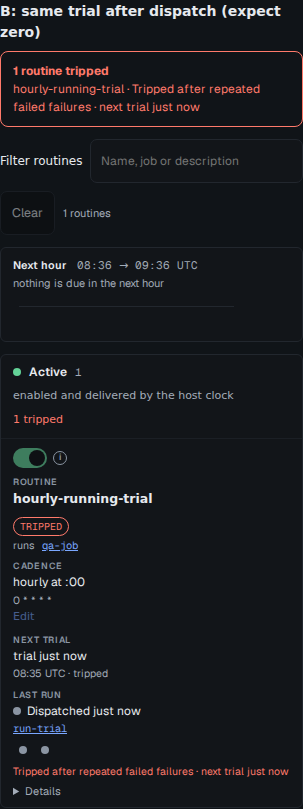 B: same trial after dispatch (expect
zero)
1 routine tripped
hourly-running-trial · Tripped after repeated
failed failures · next trial just now
Filter routines
Name, job or description
Clear
1 routines
Next hour 08:36 → 09:36 UTC
nothing is due in the next hour
Active 1
enabled and delivered by the host clock
1 tripped
ROUTINE
hourly-running-trial
TRIPPED
runs qa-job
CADENCE
hourly at :00
0 * * * *
Edit
NEXT TRIAL
trial just now
08:35 UTC · tripped
LAST RUN
Dispatched just now
run-trial
Tripped after repeated failed failures · next trial just now
Details